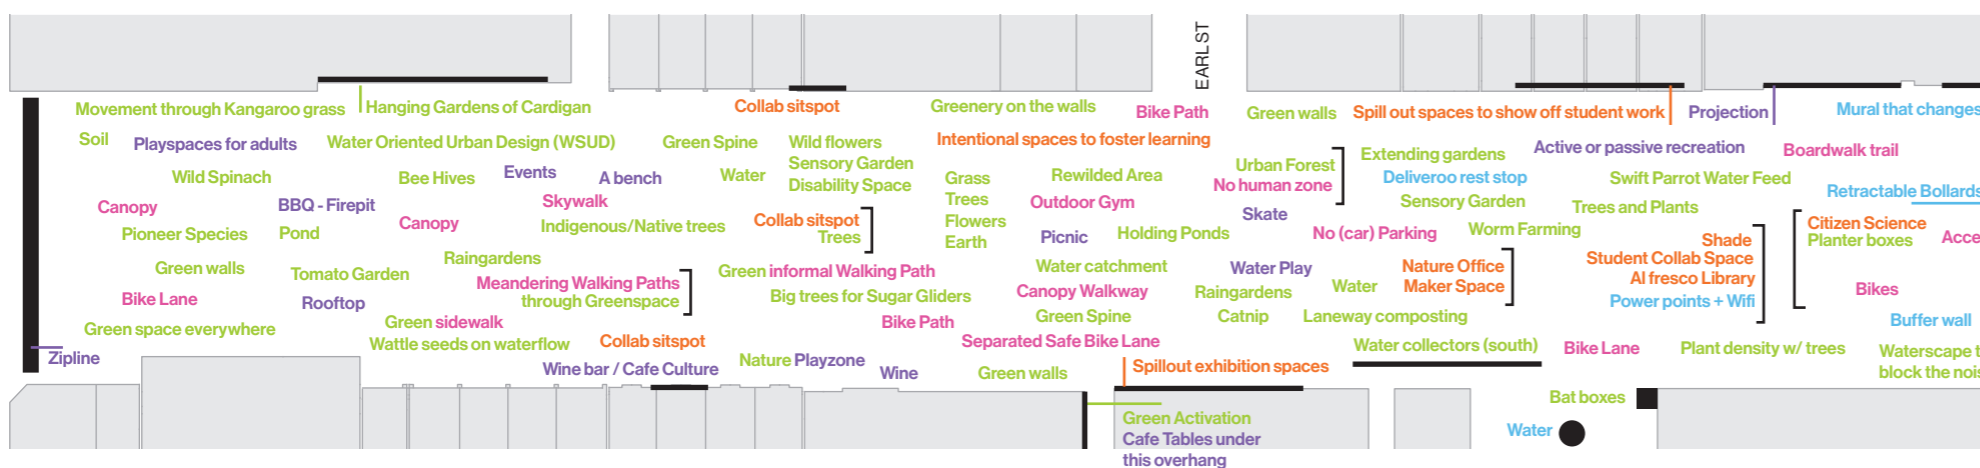 EARL ST
Movement through Kangaroo grass
Hanging Gardens of Cardigan
Collab sitspot
Greenery on the walls
Bike Path
Green walls
Spill out spaces to show off student work
Projection
Mural that changes
Soil
Playspaces for adults
Water Oriented Urban Design (WSUD)
Green Spine
Wild flowers
Sensory Garden
Disability Space
Intentional spaces to foster learning
Extending gardens
Active or passive recreation
Boardwalk trail
Wild Spinach
Bee Hives
Events
A bench
Water
Grass
Trees
Flowers
Earth
Rewilded Area
Urban Forest
No human zone
Deliveroo rest stop
Swift Parrot Water Feed
Retractable Bollards
Canopy
BBQ - Firepit
Canopy
Skywalk
Outdoor Gym
Skate
Sensory Garden
Trees and Plants
Pioneer Species
Pond
Indigenous/Native trees
Collab sitspot
Trees
Picnic
Holding Ponds
No (car) Parking
Worm Farming
Citizen Science
Planter boxes
Acce
Green walls
Tomato Garden
Raingardens
Meandering Walking Paths
through Greenspace
Green informal Walking Path
Water catchment
Water Play
Nature Office
Maker Space
Shade
Student Collab Space
Al fresco Library
Power points + Wifi
Bike Lane
Rooftop
Big trees for Sugar Gliders
Canopy Walkway
Raingardens
Water
Bikes
Green space everywhere
Green sidewalk
Wattle seeds on waterflow
Collab sitspot
Bike Path
Green Spine
Catnip
Laneway composting
Buffer wall
Zipline
Wine bar / Cafe Culture
Nature Playzone
Wine
Separated Safe Bike Lane
Green walls
Spillout exhibition spaces
Water collectors (south)
Bike Lane
Plant density w/ trees
Waterscape t
block the nois
Bat boxes
Green Activation
Cafe Tables under
this overhang
Water